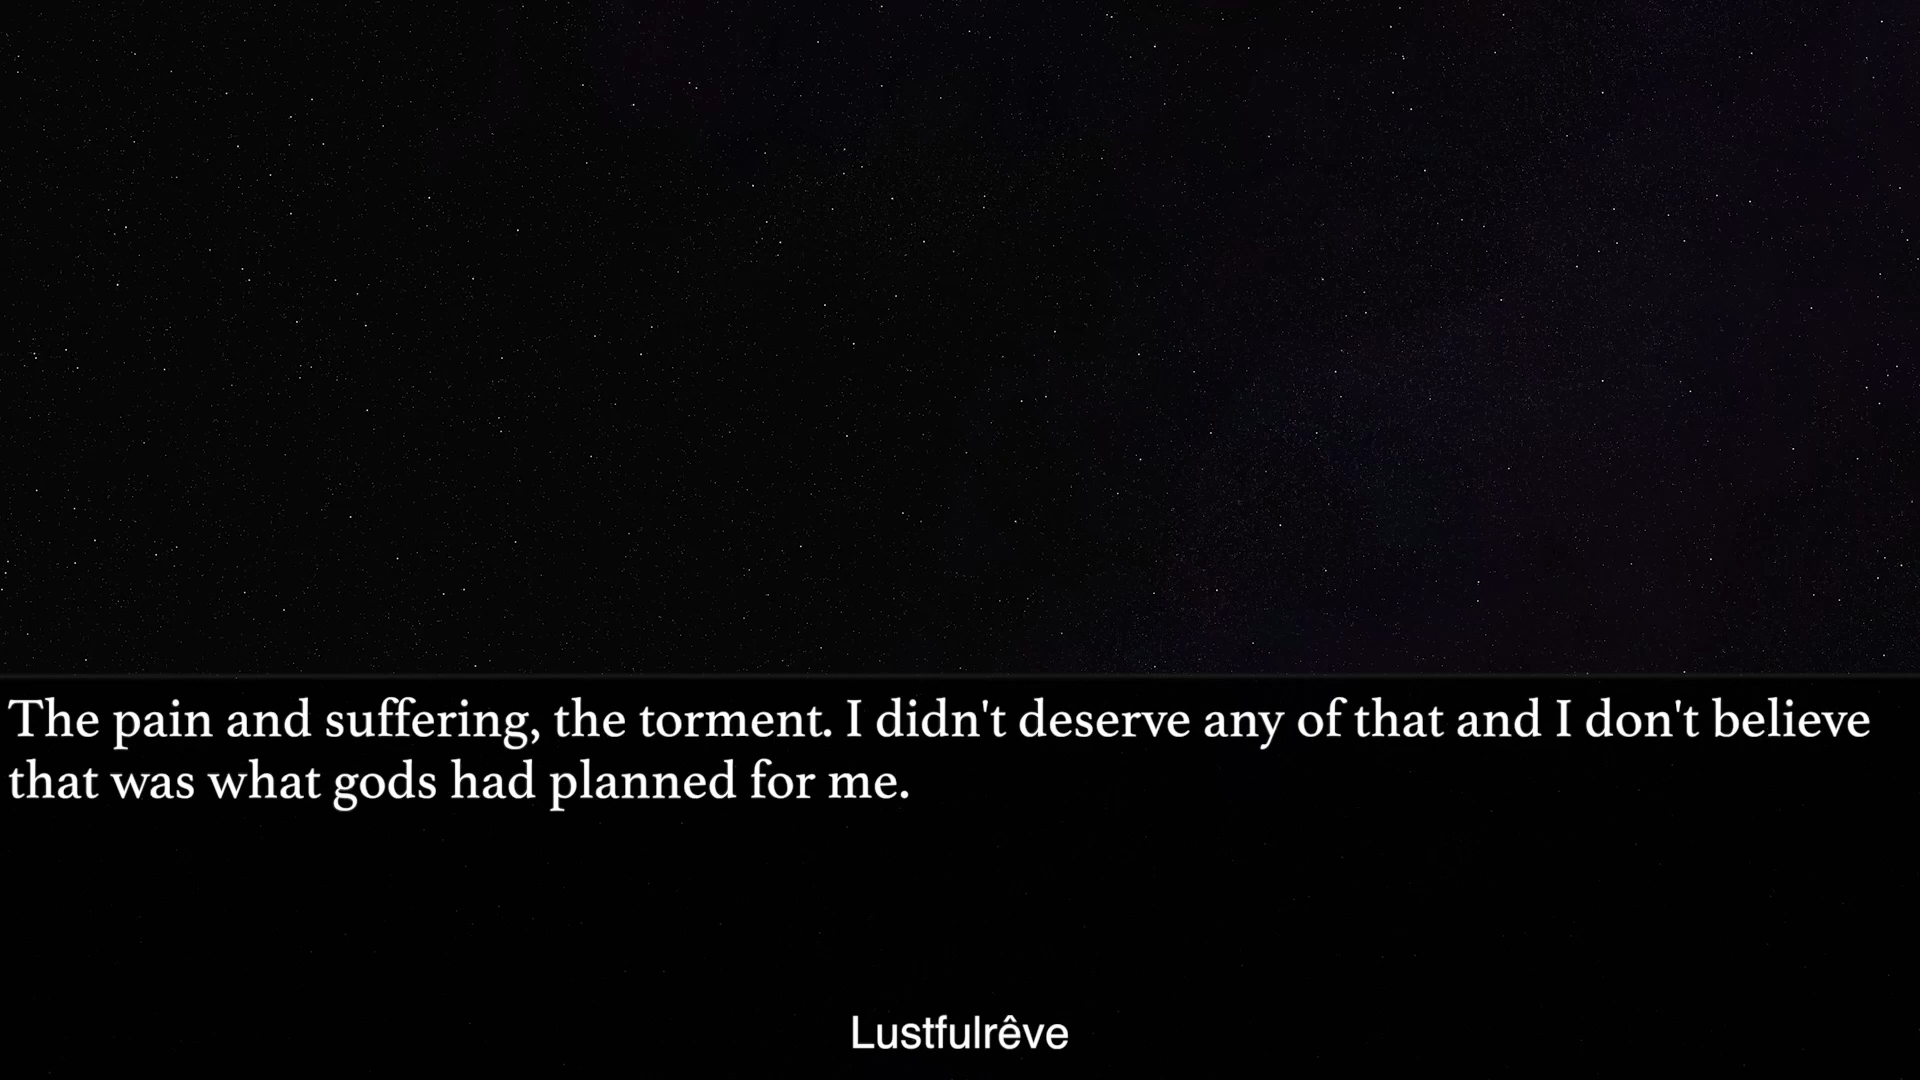 The pain and suffering, the torment. I didn't deserve any of that and I don't believe
that was what gods had planned for me.
Lustfulrêve